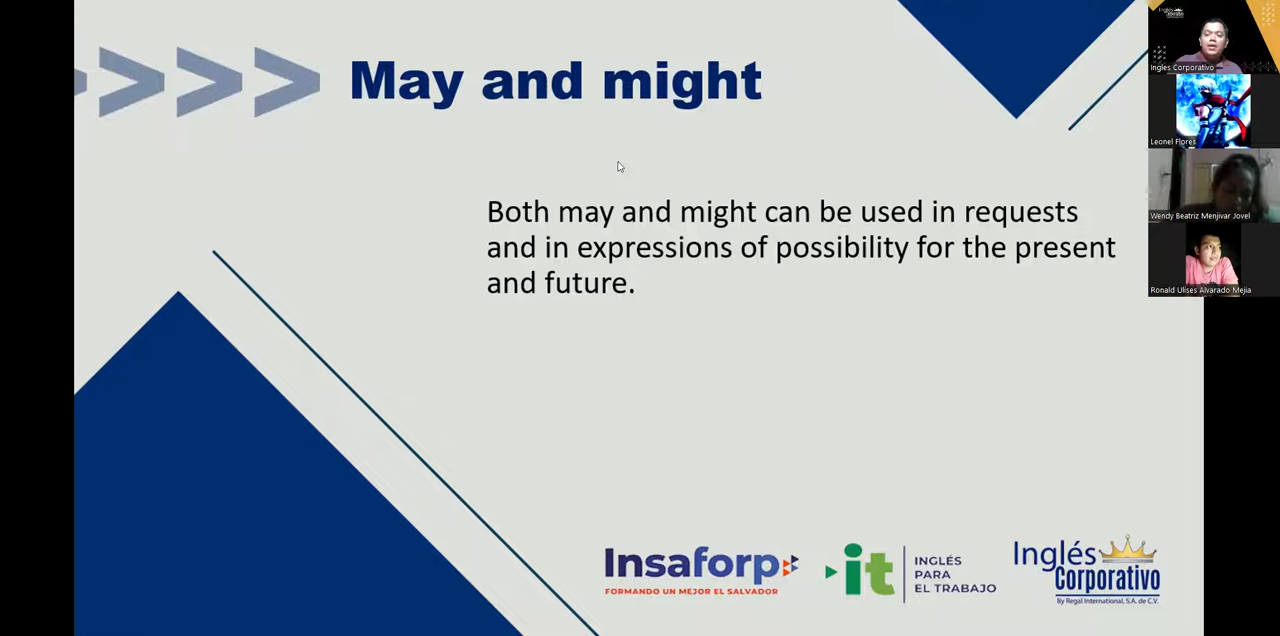 May and might
Both may and might can be used in requests
and in expressions of possibility for the present
and future.
Insaforp
FORMANDO UN MEJOR EL SALVADOR
it
INGLÉS
PARA
EL TRABAJO
Inglés
Corporativo
By Regal International, S.A. de C.V.
Ingles Corporativo
Leonel Flores
Wendy Beatriz Menjivar Jovel
Ronald Ulises Alvarado Mejia